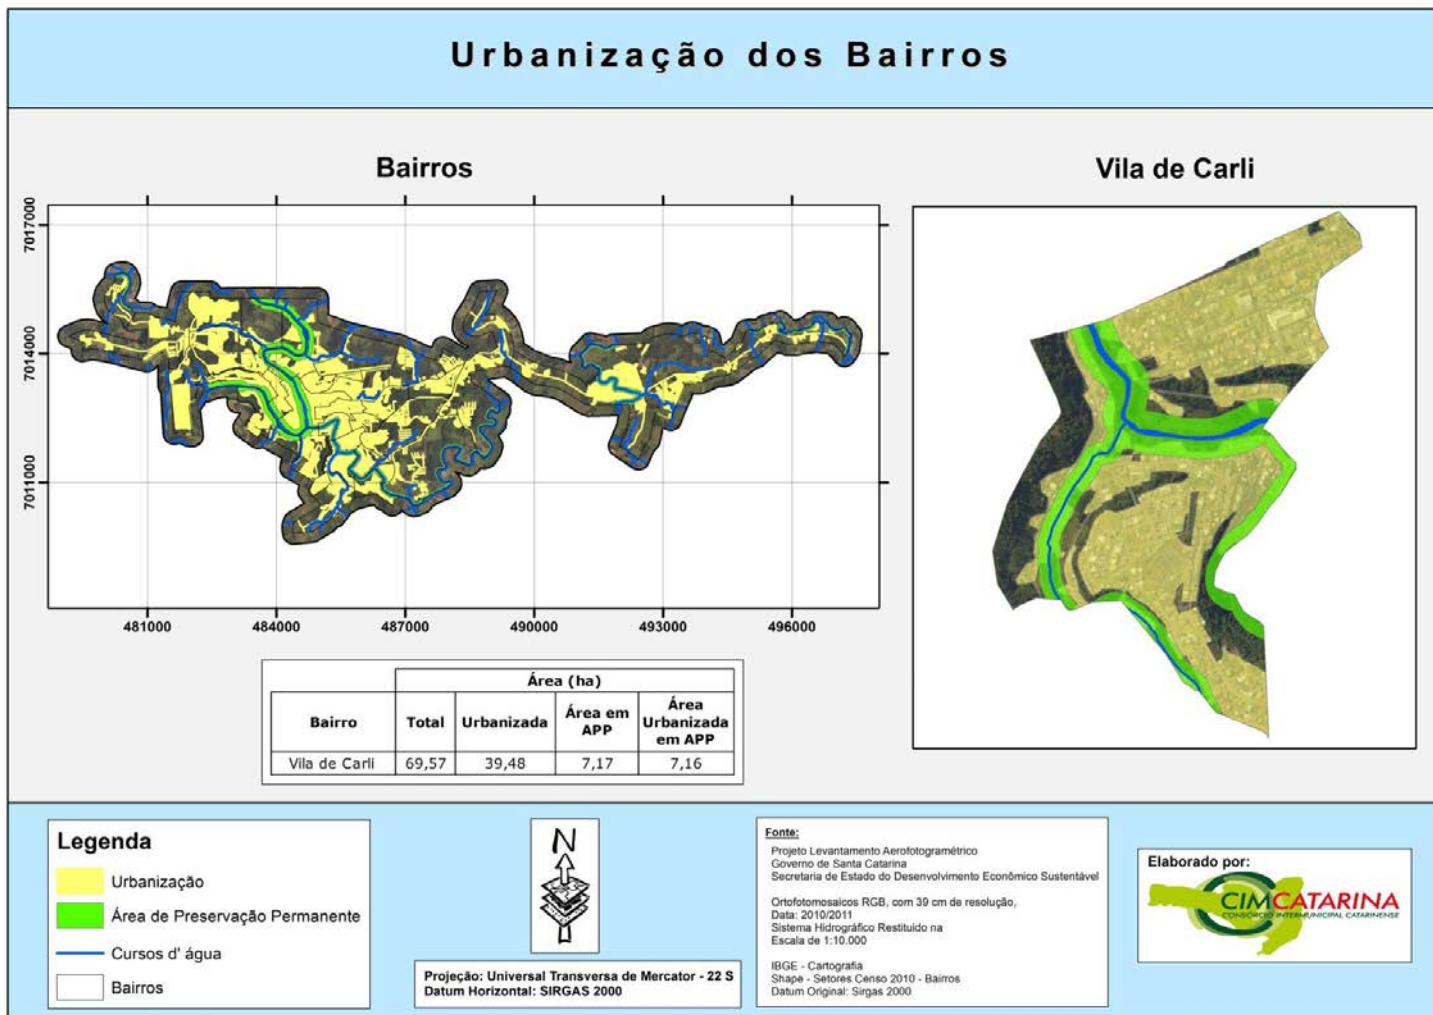 Urbanização dos Bairros
Bairros
7017000
7014000
7011000
481000 484000 487000 490000 493000 496000
Vila de Carli
Área (ha)
Bairro Total Urbanizada Área em APP Área Urbanizada em APP
Vila de Carli 69,57 39,48 7,17 7,16
Legenda
Urbanização
Área de Preservação Permanente
Cursos d' água
Bairros
N
Projeção: Universal Transversa de Mercator - 22 S
Datum Horizontal: SIRGAS 2000
Fonte:
Projeto Levantamento Aerofotogramétrico
Governo de Santa Catarina
Secretaria de Estado do Desenvolvimento Econômico Sustentável
Ortofotomosaicos RGB, com 39 cm de resolução,
Data: 2010/2011
Sistema Hidrográfico Restituido na
Escala de 1:10.000
IBGE - Cartografia
Shape - Setores Censo 2010 - Bairros
Datum Original: Sirgas 2000
Elaborado por:
CIMCATARINA
CONSÓRCIO INTERMUNICIPAL CATARINENSE